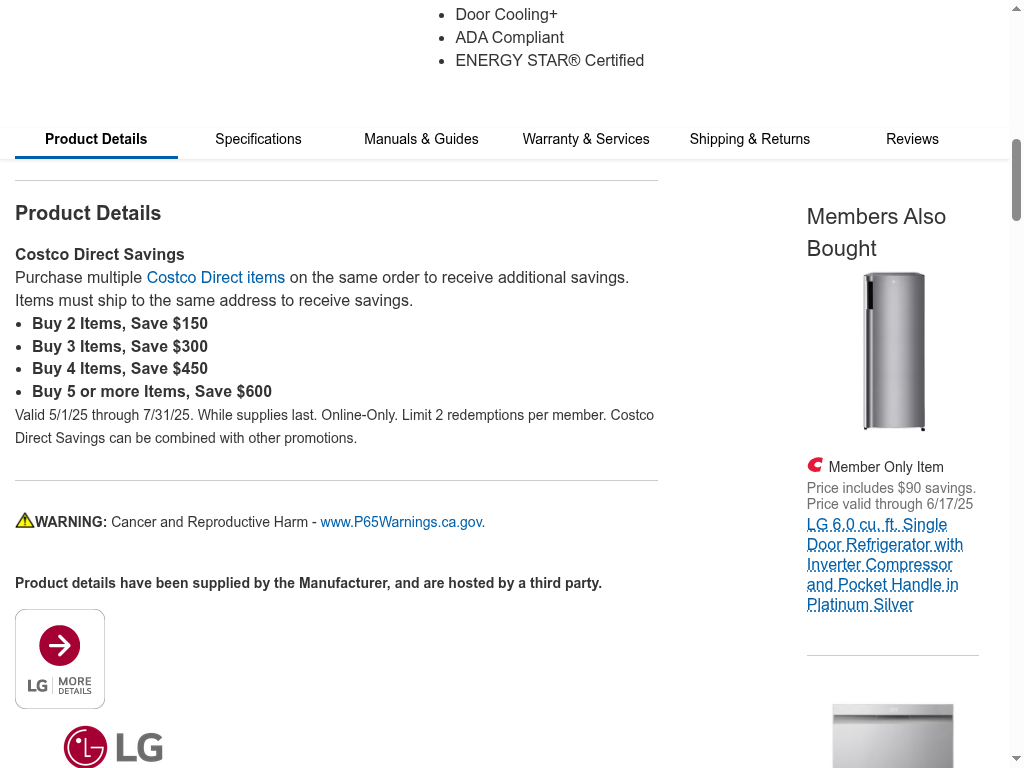 Door Cooling+
ADA Compliant
ENERGY STAR® Certified
Product Details
Specifications
Manuals & Guides
Warranty & Services
Shipping & Returns
Reviews
Product Details
Costco Direct Savings
Purchase multiple Costco Direct items on the same order to receive additional savings.
Items must ship to the same address to receive savings.
Buy 2 Items, Save $150
Buy 3 Items, Save $300
Buy 4 Items, Save $450
Buy 5 or more Items, Save $600
Valid 5/1/25 through 7/31/25. While supplies last. Online-Only. Limit 2 redemptions per member. Costco
Direct Savings can be combined with other promotions.
WARNING: Cancer and Reproductive Harm - www.P65Warnings.ca.gov.
Product details have been supplied by the Manufacturer, and are hosted by a third party.
LG MORE
DETAILS
LG
Members Also
Bought
Member Only Item
Price includes $90 savings.
Price valid through 6/17/25
LG 6.0 cu. ft. Single
Door Refrigerator with
Inverter Compressor
and Pocket Handle in
Platinum Silver